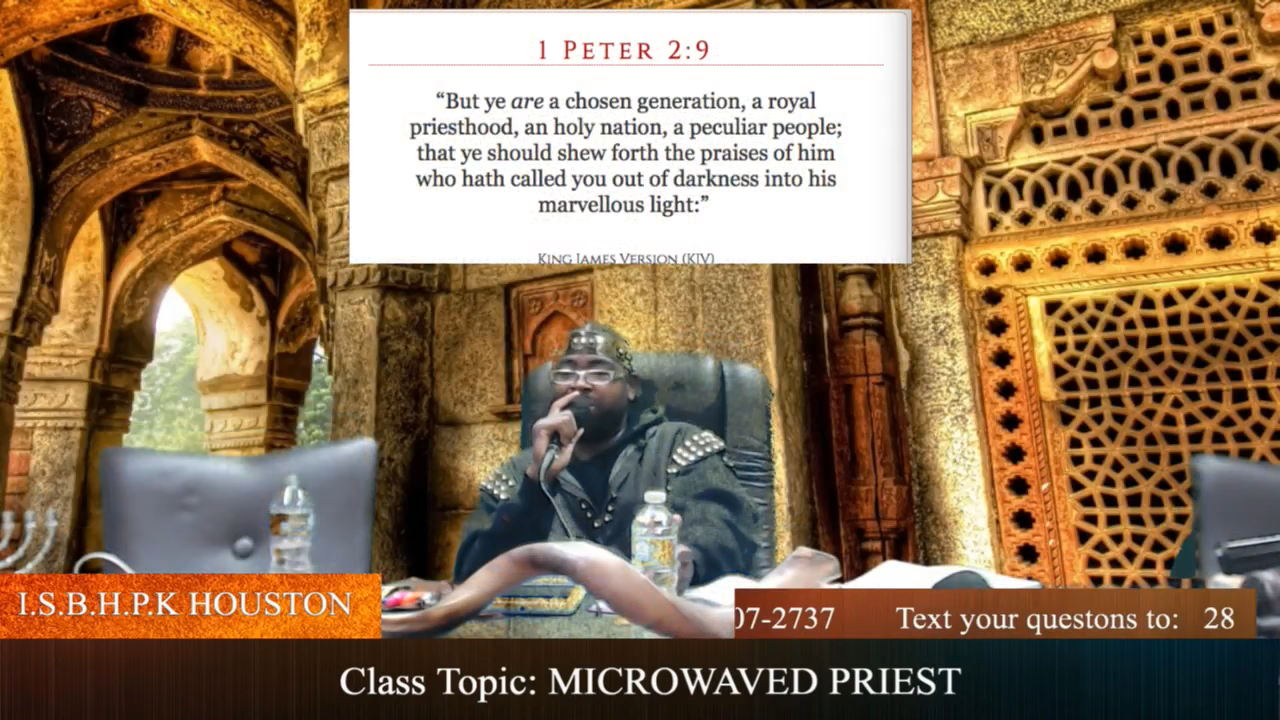 1 PETER 2:9
“But ye are a chosen generation, a royal
priesthood, an holy nation, a peculiar people;
that ye should shew forth the praises of him
who hath called you out of darkness into his
marvellous light:”
KING JAMES VERSION (KJV)
I.S.B.H.P.K HOUSTON
07-2737 Text your questons to: 28
Class Topic: MICROWAVED PRIEST